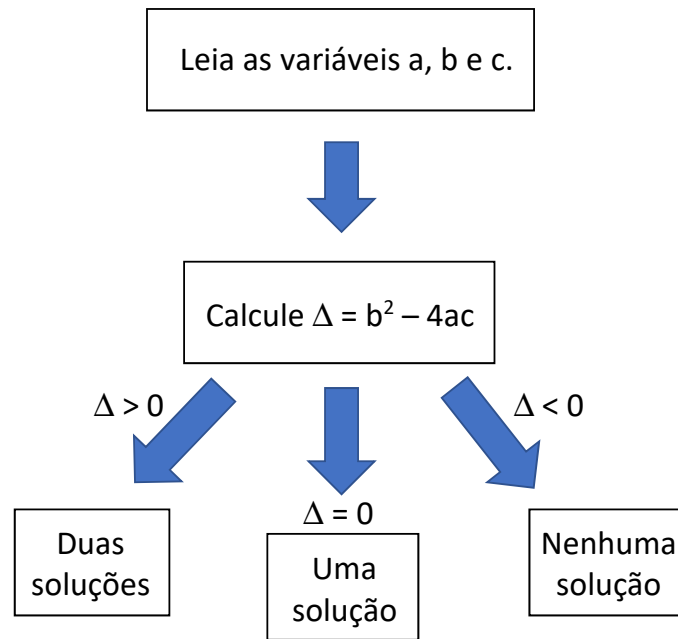 Leia as variáveis a, b e c.
Calcule Δ = b² – 4ac
Δ > 0
Δ < 0
Δ = 0
Duas
soluções
Uma
solução
Nenhuma
solução